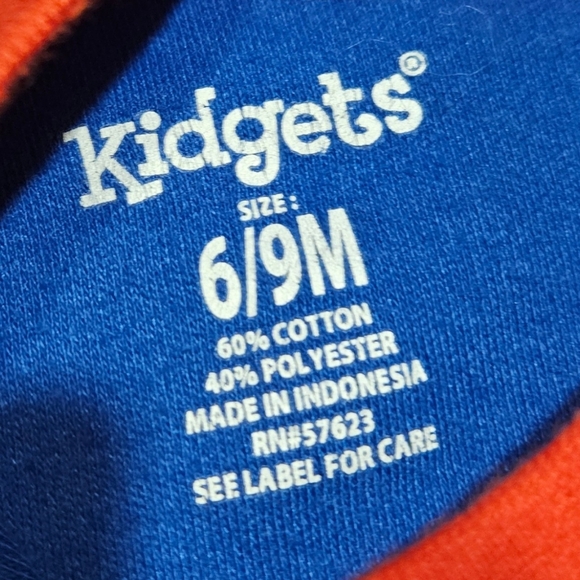 Kidgets®
SIZE:
6/9M
60% COTTON
40% POLYESTER
MADE IN INDONESIA
RN#57623
SEE LABEL FOR CARE